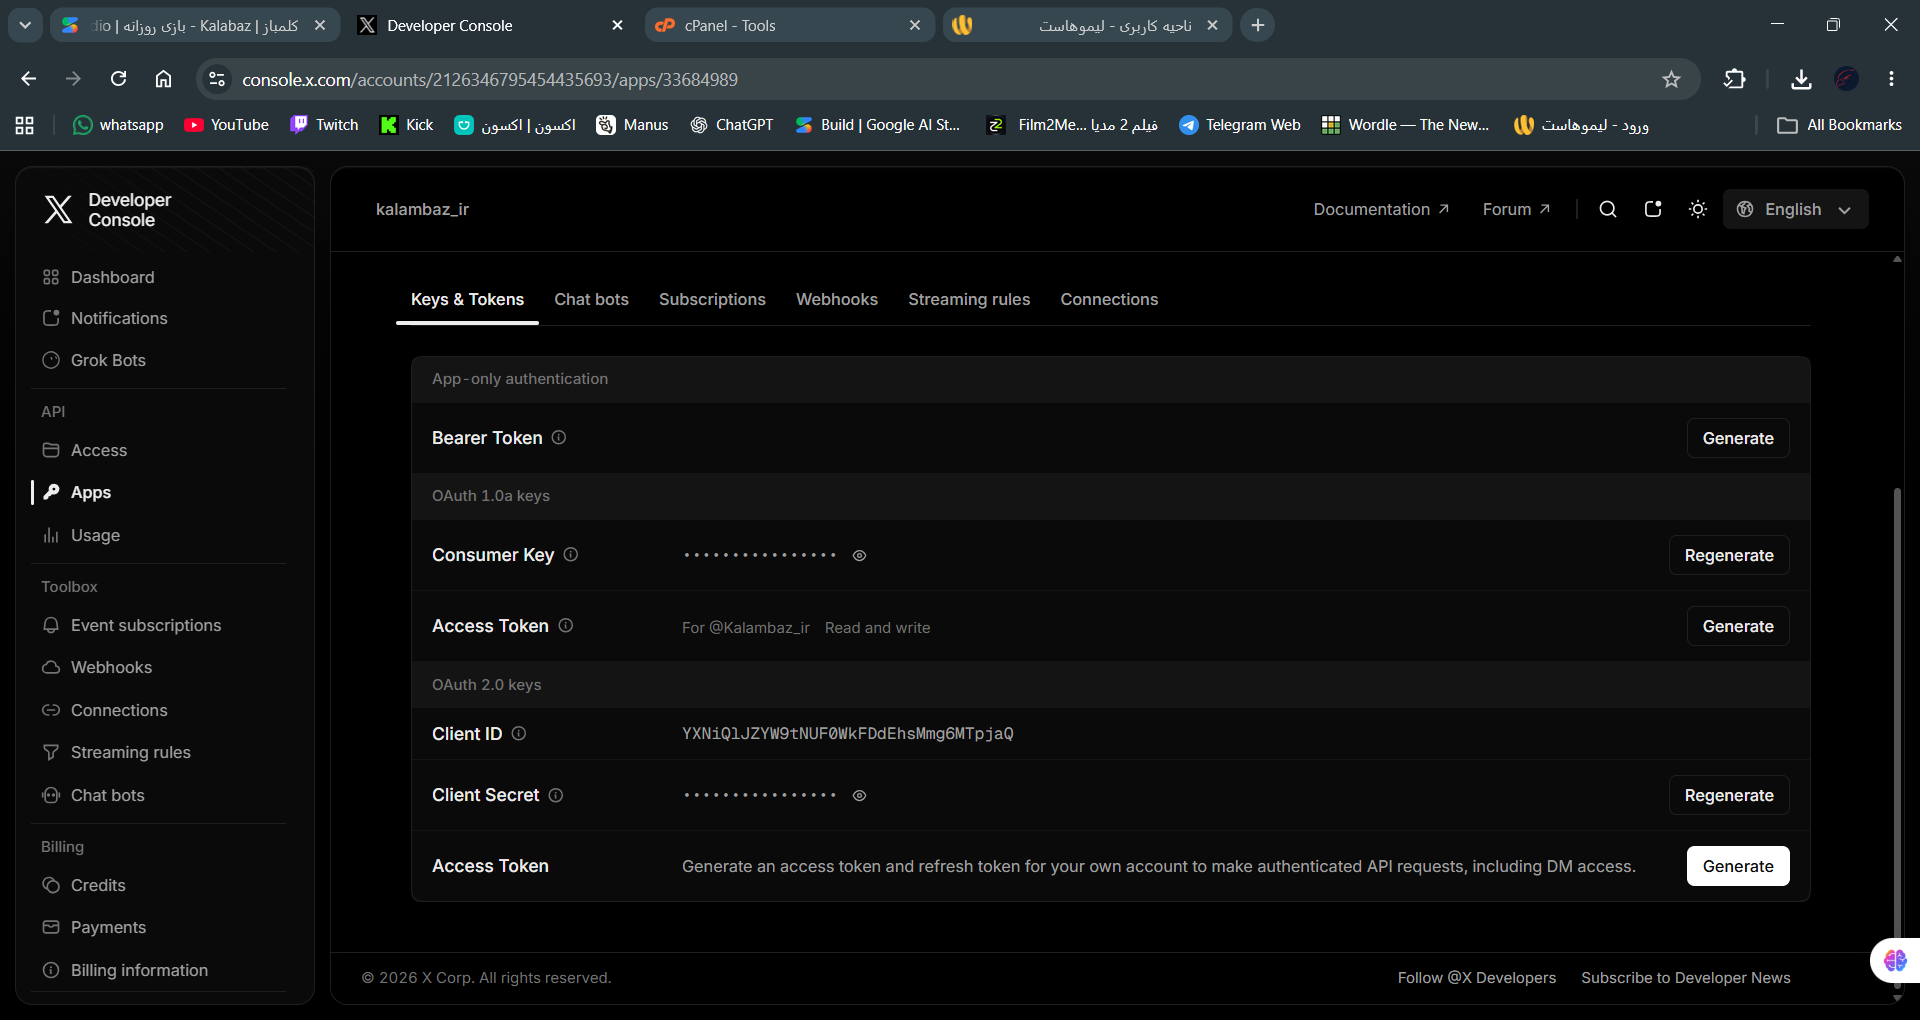 dio | کلمباز | بازی روزانه - Kalabaz
Developer Console
cPanel - Tools
ناحیه کاربری - لیموهاست
console.x.com/accounts/2126346795454435693/apps/33684989
whatsapp
YouTube
Twitch
Kick
اکسون | اکسون
Manus
ChatGPT
Build | Google AI St...
Film2Me... فیلم 2 مدیا
Telegram Web
Wordle — The New...
ورود - لیموهاست
All Bookmarks
Developer
Console
kalambaz_ir
Documentation
Forum
English
Dashboard
Notifications
Grok Bots
API
Access
Apps
Usage
Toolbox
Event subscriptions
Webhooks
Connections
Streaming rules
Chat bots
Billing
Credits
Payments
Billing information
Keys & Tokens
Chat bots
Subscriptions
Webhooks
Streaming rules
Connections
App-only authentication
Bearer Token
Generate
OAuth 1.0a keys
Consumer Key
••••••••••••••••
Regenerate
Access Token
For @Kalambaz_ir Read and write
Generate
OAuth 2.0 keys
Client ID
YXNiQlJZYW9tNUF0WkFDdEhsMmg6MTpjaQ
Client Secret
••••••••••••••••
Regenerate
Access Token
Generate an access token and refresh token for your own account to make authenticated API requests, including DM access.
Generate
© 2026 X Corp. All rights reserved.
Follow @X Developers
Subscribe to Developer News